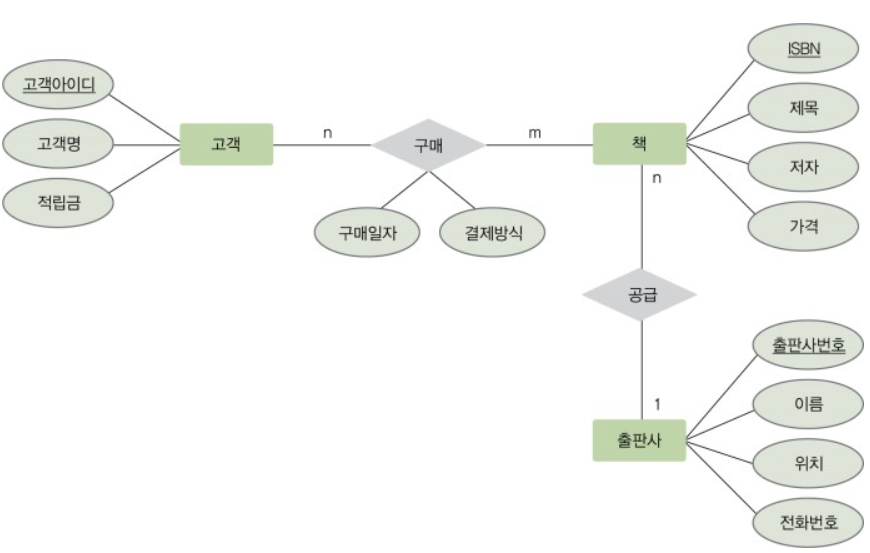 고객아이디
고객명
적립금
고객
n
구매
m
구매일자
결제방식
책
ISBN
제목
저자
가격
n
공급
1
출판사
출판사번호
이름
위치
전화번호